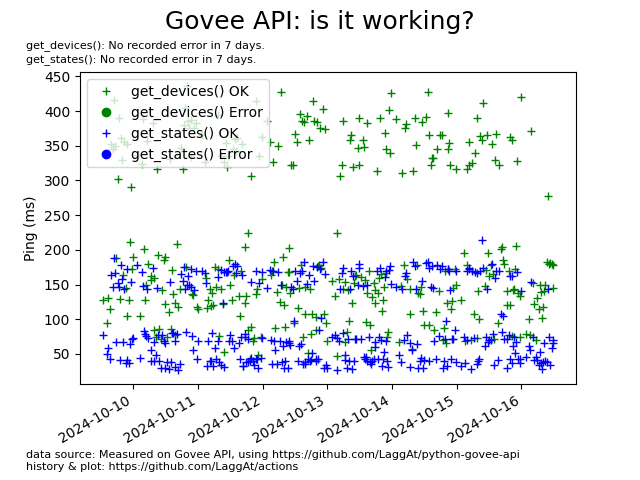 Govee API: is it working?
get_devices(): No recorded error in 7 days.
get_states(): No recorded error in 7 days.
450
400
350
300
250
200
150
100
50
Ping (ms)
get_devices() OK
get_devices() Error
get_states() OK
get_states() Error
2024-10-10
2024-10-11
2024-10-12
2024-10-13
2024-10-14
2024-10-15
2024-10-16
data source: Measured on Govee API, using https://github.com/LaggAt/python-govee-api
history & plot: https://github.com/LaggAt/actions